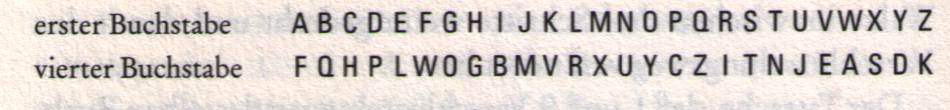 erster Buchstabe A B C D E F G H I J K L M N O P Q R S T U V W X Y Z
vierter Buchstabe F Q H P L W O G B M V R X U Y C Z I T N J E A S D K